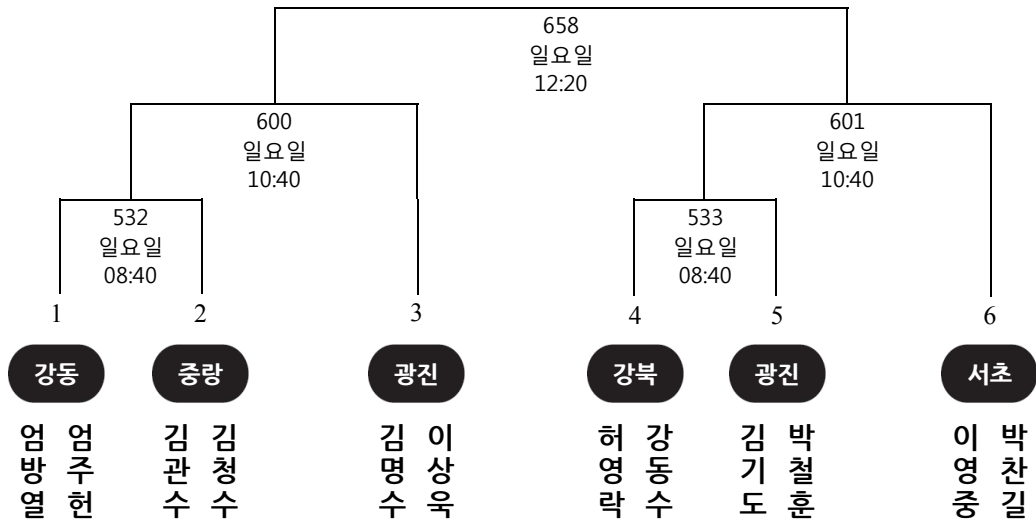 658
일요일
12:20
600
일요일
10:40
601
일요일
10:40
532
일요일
08:40
533
일요일
08:40
1 2 3 4 5 6
강동 중랑 광진 강북 광진 서초
엄방열 엄주헌 김관수 김청수 김명수 이상욱 허영락 강동수 김기도 박철훈 이영중 박찬길